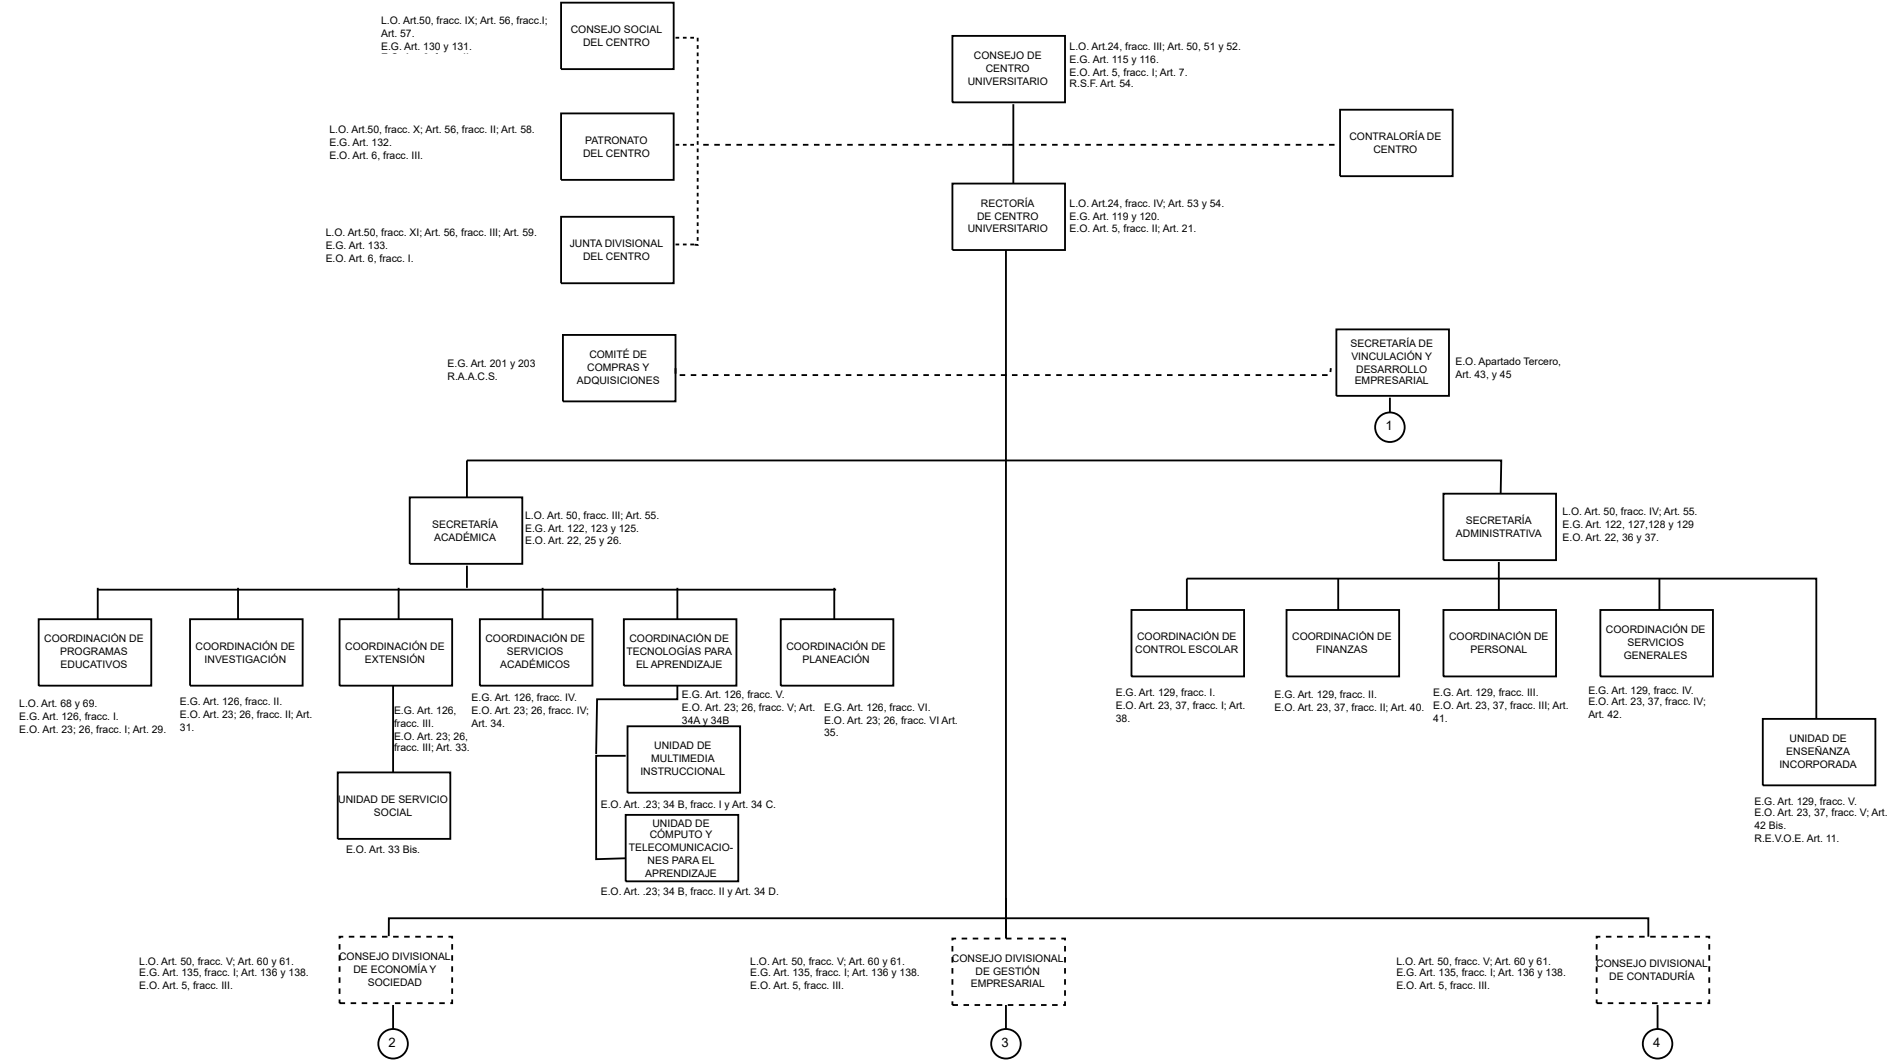 L.O. Art.50, fracc. IX; Art. 56, fracc.I;
Art. 57.
E.G. Art. 130 y 131.
CONSEJO SOCIAL
DEL CENTRO
CONSEJO DE
CENTRO
UNIVERSITARIO
L.O. Art.24, fracc. III; Art. 50, 51 y 52.
E.G. Art. 115 y 116.
E.O. Art. 5, fracc. I; Art. 7.
R.S.F. Art. 54.
L.O. Art.50, fracc. X; Art. 56, fracc. II; Art. 58.
E.G. Art. 132.
E.O. Art. 6, fracc. III.
PATRONATO
DEL CENTRO
CONTRALORÍA DE
CENTRO
L.O. Art.50, fracc. XI; Art. 56, fracc. III; Art. 59.
E.G. Art. 133.
E.O. Art. 6, fracc. I.
JUNTA DIVISIONAL
DEL CENTRO
RECTORÍA
DE CENTRO
UNIVERSITARIO
L.O. Art.24, fracc. IV; Art. 53 y 54.
E.G. Art. 119 y 120.
E.O. Art. 5, fracc. II; Art. 21.
E.G. Art. 201 y 203
R.A.A.C.S.
COMITÉ DE
COMPRAS Y
ADQUISICIONES
SECRETARÍA DE
VINCULACIÓN Y
DESARROLLO
EMPRESARIAL
E.O. Apartado Tercero,
Art. 43, y 45
1
SECRETARÍA
ACADÉMICA
L.O. Art. 50, fracc. III; Art. 55.
E.G. Art. 122, 123 y 125.
E.O. Art. 22, 25 y 26.
SECRETARÍA
ADMINISTRATIVA
L.O. Art. 50, fracc. IV; Art. 55.
E.G. Art. 122, 127,128 y 129
E.O. Art. 22, 36 y 37.
COORDINACIÓN DE
PROGRAMAS
EDUCATIVOS
L.O. Art. 68 y 69.
E.G. Art. 126, fracc. I.
E.O. Art. 23; 26, fracc. I; Art. 29.
COORDINACIÓN DE
INVESTIGACIÓN
E.G. Art. 126, fracc. II.
E.O. Art. 23; 26, fracc. II; Art.
31.
COORDINACIÓN DE
EXTENSIÓN
E.G. Art. 126,
fracc. III.
E.O. Art. 23; 26,
fracc. III; Art. 33.
UNIDAD DE SERVICIO
SOCIAL
E.O. Art. 33 Bis.
COORDINACIÓN DE
SERVICIOS
ACADÉMICOS
E.G. Art. 126, fracc. IV.
E.O. Art. 23; 26, fracc. IV;
Art. 34.
COORDINACIÓN DE
TECNOLOGÍAS PARA
EL APRENDIZAJE
E.G. Art. 126, fracc. V.
E.O. Art. 23; 26, fracc. V; Art.
34A y 34B
UNIDAD DE
MULTIMEDIA
INSTRUCCIONAL
E.O. Art. .23; 34 B, fracc. I y Art. 34 C.
UNIDAD DE
CÓMPUTO Y
TELECOMUNICACIO-
NES PARA EL
APRENDIZAJE
E.O. Art. .23; 34 B, fracc. II y Art. 34 D.
COORDINACIÓN
DE PLANEACIÓN
E.G. Art. 126, fracc. VI.
E.O. Art. 23; 26, fracc. VI Art.
35.
COORDINACIÓN DE
CONTROL ESCOLAR
E.G. Art. 129, fracc. I.
E.O. Art. 23, 37, fracc. I; Art.
38.
COORDINACIÓN DE
FINANZAS
E.G. Art. 129, fracc. II.
E.O. Art. 23, 37, fracc. II; Art. 40.
COORDINACIÓN DE
PERSONAL
E.G. Art. 129, fracc. III.
E.O. Art. 23, 37, fracc. III; Art.
41.
COORDINACIÓN DE
SERVICIOS
GENERALES
E.G. Art. 129, fracc. IV.
E.O. Art. 23, 37, fracc. IV;
Art. 42.
UNIDAD DE
ENSEÑANZA
INCORPORADA
E.G. Art. 129, fracc. V.
E.O. Art. 23, 37, fracc. V; Art.
42 Bis.
R.E.V.O.E. Art. 11.
L.O. Art. 50, fracc. V; Art. 60 y 61.
E.G. Art. 135, fracc. I; Art. 136 y 138.
E.O. Art. 5, fracc. III.
CONSEJO DIVISIONAL
DE ECONOMÍA Y
SOCIEDAD
2
L.O. Art. 50, fracc. V; Art. 60 y 61.
E.G. Art. 135, fracc. I; Art. 136 y 138.
E.O. Art. 5, fracc. III.
CONSEJO DIVISIONAL
DE GESTIÓN
EMPRESARIAL
3
L.O. Art. 50, fracc. V; Art. 60 y 61.
E.G. Art. 135, fracc. I; Art. 136 y 138.
E.O. Art. 5, fracc. III.
CONSEJO DIVISIONAL
DE CONTADURÍA
4